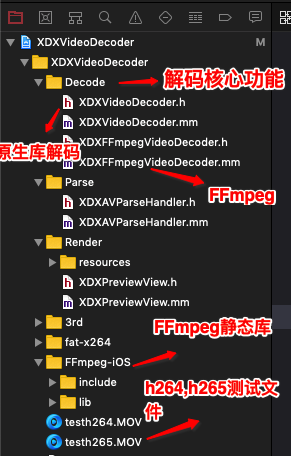 XDXVideoDecoder
M
XDXVideoDecoder
Decode
解码核心功能
XDXVideoDecoder.h
XDXVideoDecoder.mm
XDXFFmpegVideoDecoder.h
原生库解码
XDXFFmpegVideoDecoder.mm
Parse
FFmpeg
XDXAVParseHandler.h
XDXAVParseHandler.mm
Render
resources
XDXPreviewView.h
XDXPreviewView.mm
3rd
FFmpeg静态库
fat-x264
FFmpeg-iOS
include
h264,h265测试文
件
lib
testh264.MOV
testh265.MOV